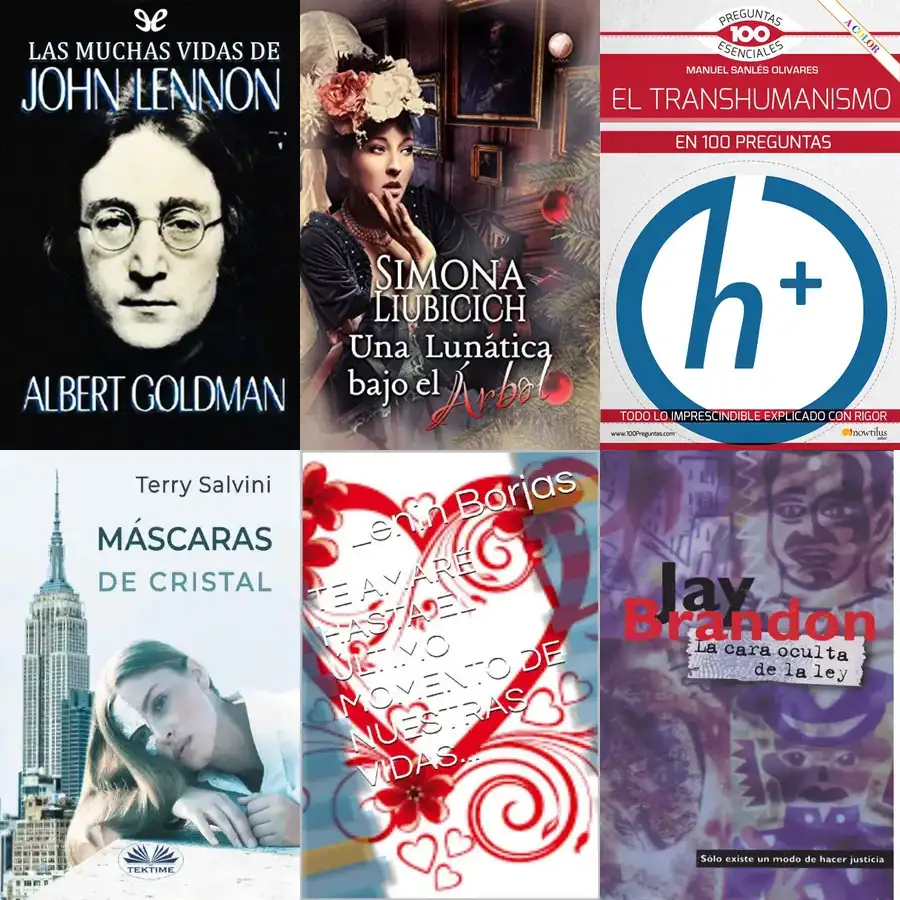 LAS MUCHAS VIDAS DE
JOHN LENNON
ALBERT GOLDMAN
SIMONA
LIUBICICH
Una Lunática
bajo el Árbol
PREGUNTAS
100
ESENCIALES
A COLOR
MANUEL SANLÉS OLIVARES
EL TRANSHUMANISMO
EN 100 PREGUNTAS
h+
TODO LO IMPRESCINDIBLE EXPLICADO CON RIGOR
www.100Preguntas.com
nowtilus
saber
Terry Salvini
MÁSCARAS
DE CRISTAL
TEKTIME
Lenin Borjas
TE AMARÉ
HASTA EL
ÚLTIMO
MOMENTO DE
NUESTRAS
VIDAS...
Jay
Brandon
La cara oculta
de la ley
Sólo existe un modo de hacer justicia